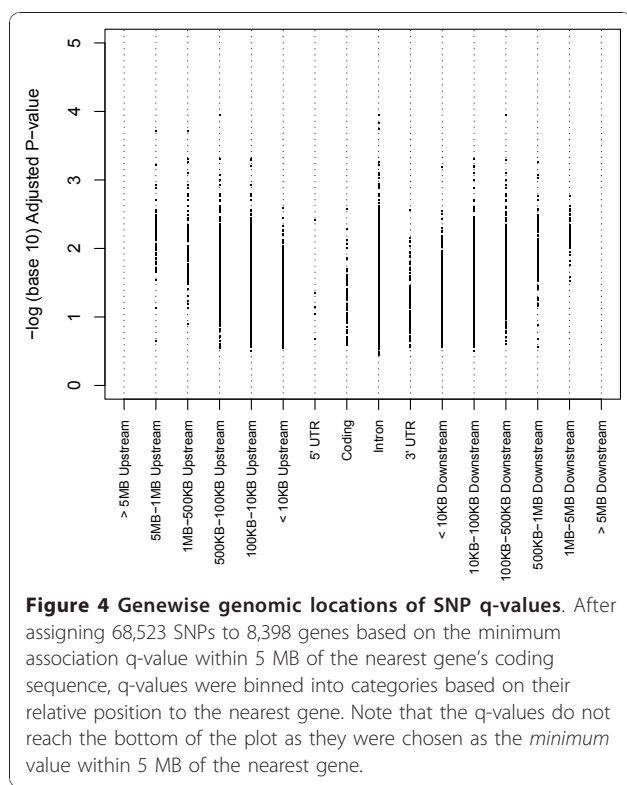 −log (base 10) Adjusted P−value
5
4
3
2
1
0
> 5MB Upstream
5MB−1MB Upstream
1MB−500KB Upstream
500KB−100KB Upstream
100KB−10KB Upstream
< 10KB Upstream
5' UTR
Coding
Intron
3' UTR
< 10KB Downstream
10KB−100KB Downstream
100KB−500KB Downstream
500KB−1MB Downstream
1MB−5MB Downstream
> 5MB Downstream
Figure 4 Genewise genomic locations of SNP q-values. After
assigning 68,523 SNPs to 8,398 genes based on the minimum
association q-value within 5 MB of the nearest gene's coding
sequence, q-values were binned into categories based on their
relative position to the nearest gene. Note that the q-values do not
reach the bottom of the plot as they were chosen as the minimum
value within 5 MB of the nearest gene.